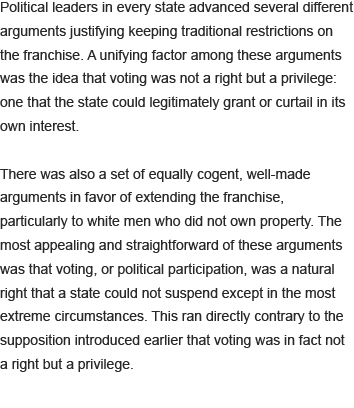 Political leaders in every state advanced several different
arguments justifying keeping traditional restrictions on
the franchise. A unifying factor among these arguments
was the idea that voting was not a right but a privilege:
one that the state could legitimately grant or curtail in its
own interest.
There was also a set of equally cogent, well-made
arguments in favor of extending the franchise,
particularly to white men who did not own property. The
most appealing and straightforward of these arguments
was that voting, or political participation, was a natural
right that a state could not suspend except in the most
extreme circumstances. This ran directly contrary to the
supposition introduced earlier that voting was in fact not
a right but a privilege.